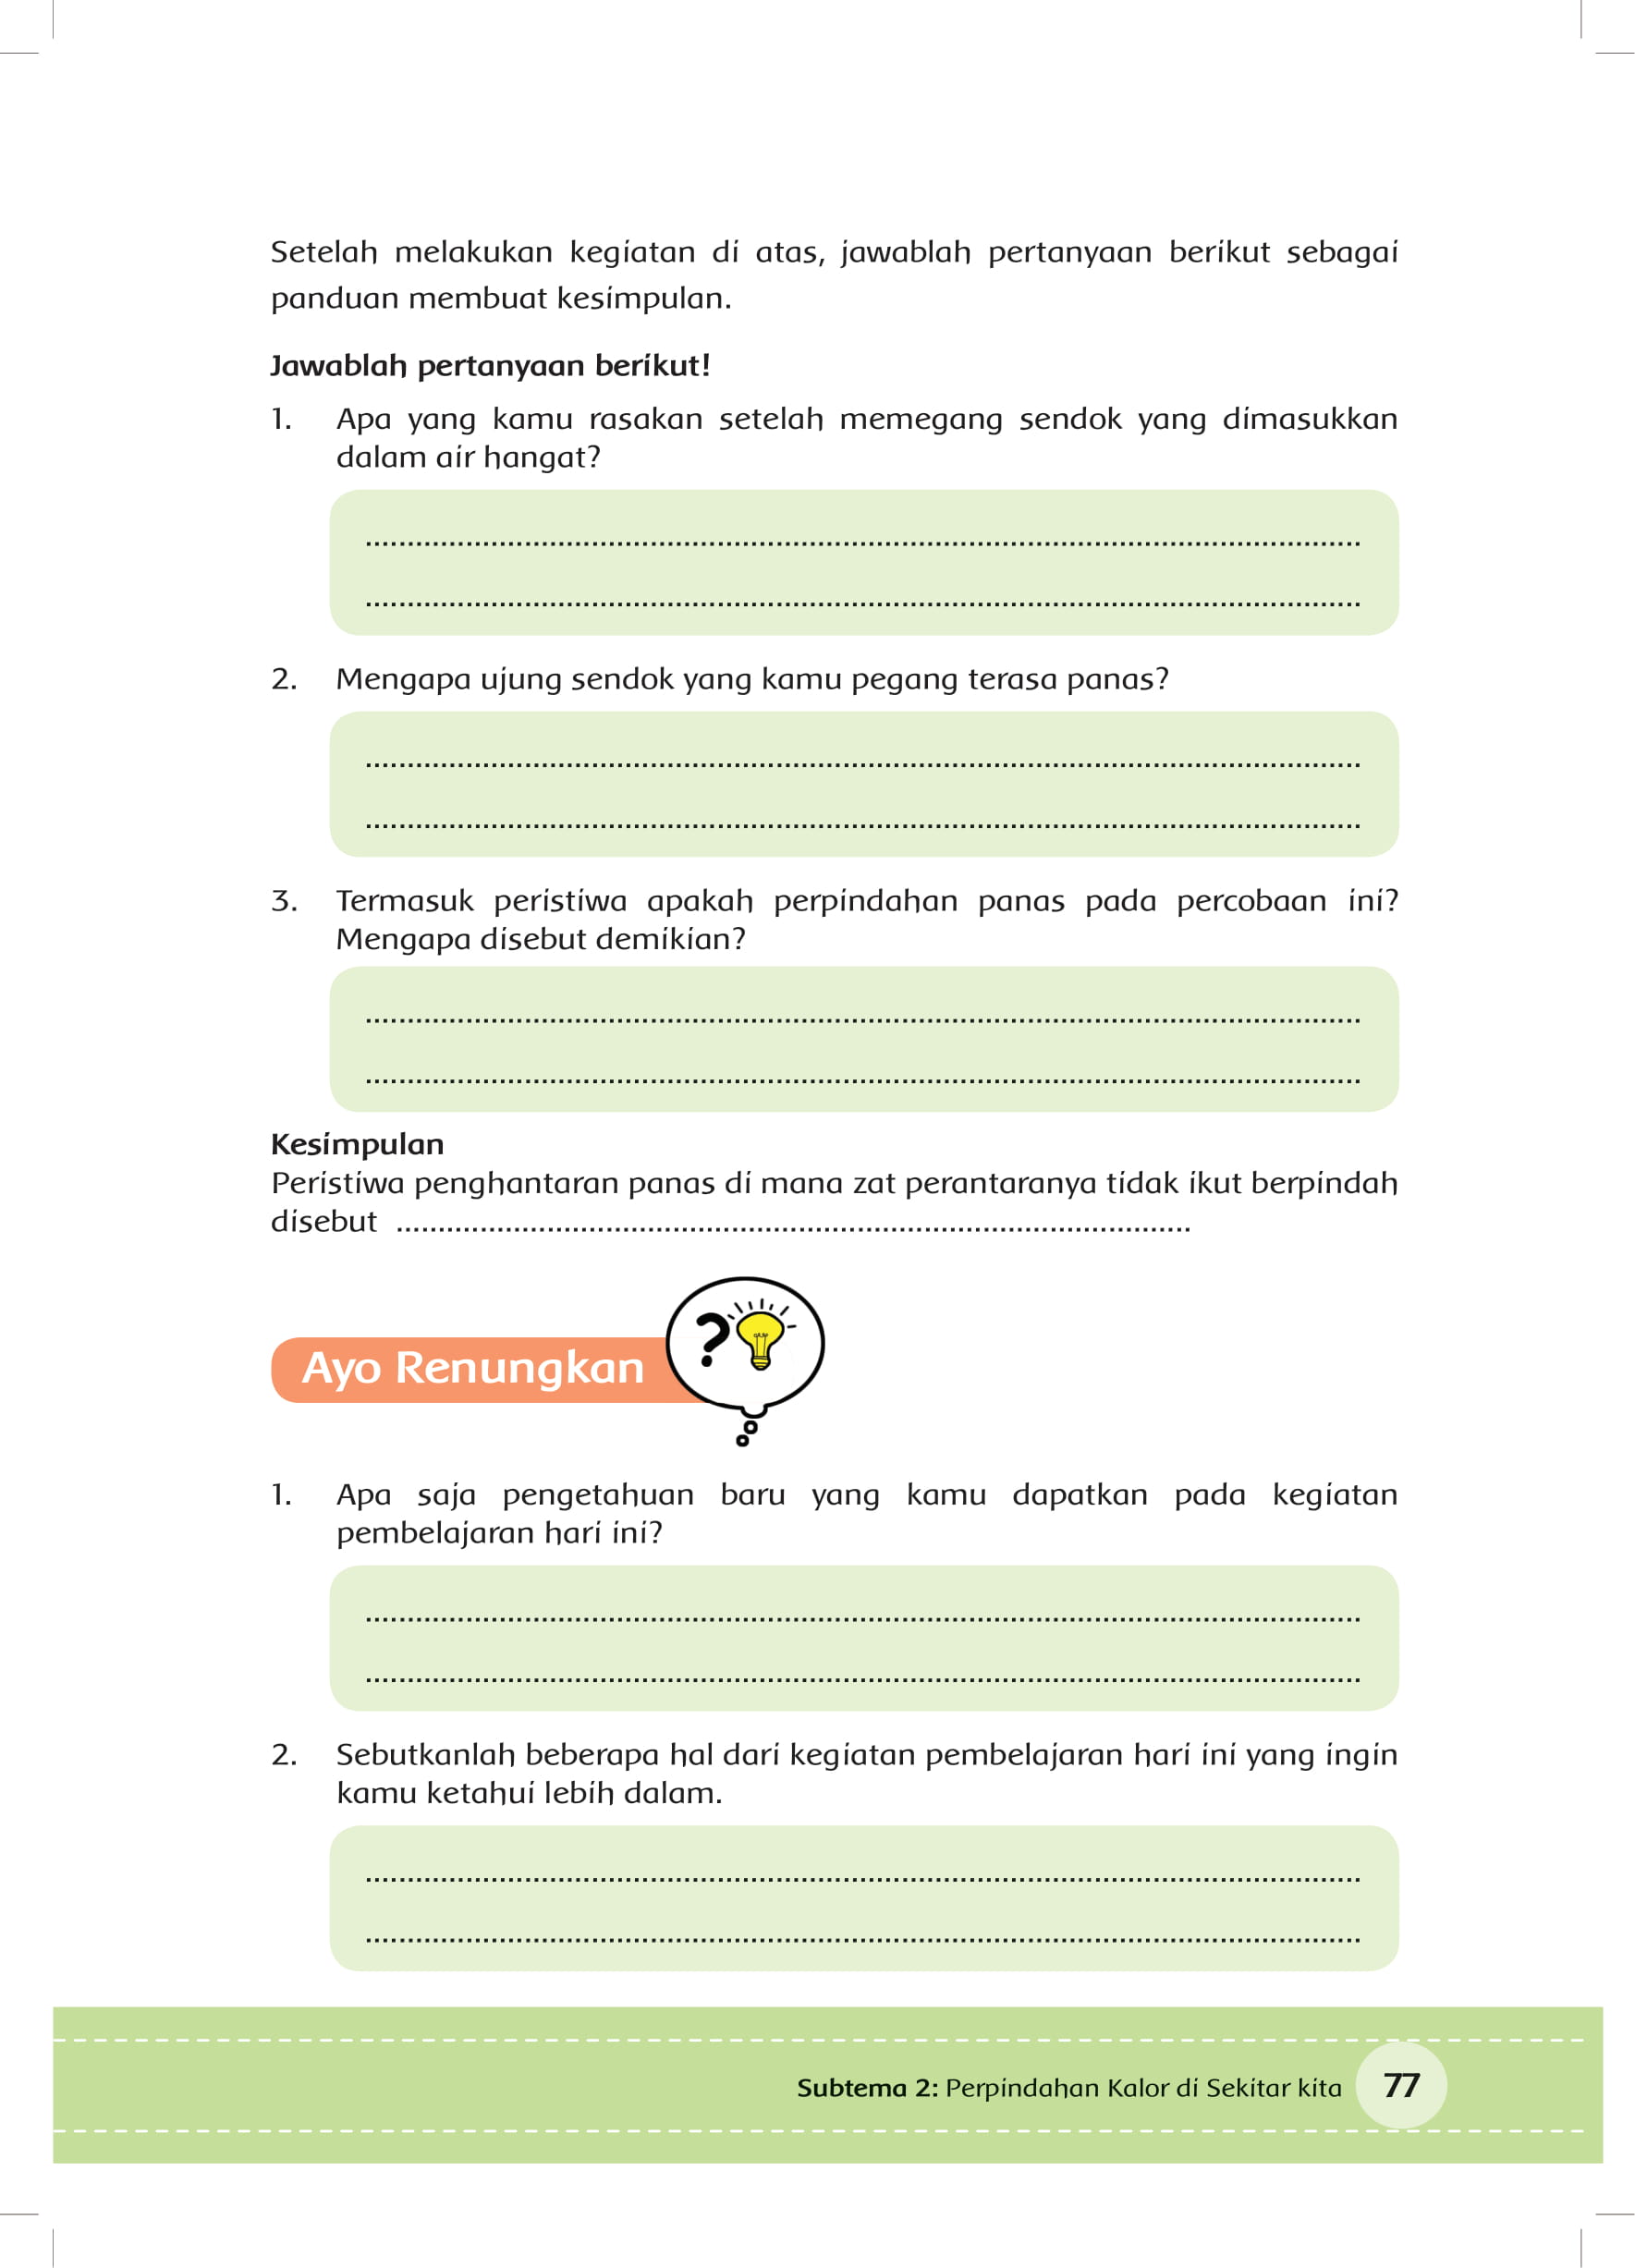 Setelah melakukan kegiatan di atas, jawablah pertanyaan berikut sebagai
panduan membuat kesimpulan.
Jawablah pertanyaan berikut!
1. Apa yang kamu rasakan setelah memegang sendok yang dimasukkan
dalam air hangat?
................................................................................
................................................................................
2. Mengapa ujung sendok yang kamu pegang terasa panas?
................................................................................
................................................................................
3. Termasuk peristiwa apakah perpindahan panas pada percobaan ini?
Mengapa disebut demikian?
................................................................................
................................................................................
Kesimpulan
Peristiwa penghantaran panas di mana zat perantaranya tidak ikut berpindah
disebut ................................................................................
?
Ayo Renungkan
1. Apa saja pengetahuan baru yang kamu dapatkan pada kegiatan
pembelajaran hari ini?
................................................................................
................................................................................
2. Sebutkanlah beberapa hal dari kegiatan pembelajaran hari ini yang ingin
kamu ketahui lebih dalam.
................................................................................
................................................................................
Subtema 2: Perpindahan Kalor di Sekitar kita 77